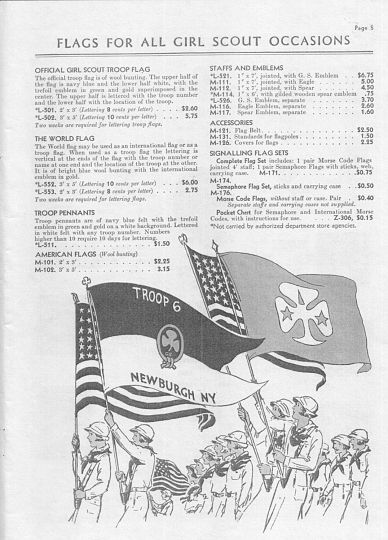 Page 5
FLAGS FOR ALL GIRL SCOUT OCCASIONS
OFFICIAL GIRL SCOUT TROOP FLAG
The official troop flag is of wool bunting. The upper half of
the flag is navy blue and the lower half white, with the
trefoil emblem in green and gold superimposed in the
center. The upper half is lettered with the troop number
and the lower half with the location of the troop.
*L-501. 2' x 3' (Lettering 8 cents per letter) . . . . $2.60
*L-502. 3' x 5' (Lettering 10 cents per letter) . . . . 5.75
Two weeks are required for lettering troop flags.
THE WORLD FLAG
The World flag may be used as an international flag or as a
troop flag. When used as a troop flag the lettering is
vertical at the ends of the flag with the troop number or
name at one end and the location of the troop at the other.
It is of bright blue wool bunting with the international
emblem in gold.
*L-552. 3' x 5' (Lettering 10 cents per letter) . . . . $6.00
*L-553. 2' x 3' (Lettering 8 cents per letter) . . . . 2.75
Two weeks are required for lettering flags.
TROOP PENNANTS
Troop pennants are of navy blue felt with the trefoil
emblem in green and gold on a white background. Lettered
in white felt with any troop number. Numbers
higher than 10 require 10 days for lettering.
*L-511. . . . . . . . . . . . . . $1.50
AMERICAN FLAGS (Wool bunting)
M-101. 2' x 3' . . . . . . . . . . . $2.25
M-102. 3' x 5' . . . . . . . . . . . 3.15
STAFFS AND EMBLEMS
*L-521. 1" x 7', jointed, with G. S. Emblem . . $6.75
M-111. 1" x 7', jointed, with Eagle . . . . 5.00
M-112. 1" x 7', jointed, with Spear . . . . 4.50
*M-114. 1" x 6', with gilded wooden spear emblem .75
*L-526. G. S. Emblem, separate . . . . 3.70
M-116. Eagle Emblem, separate . . . . 2.60
M-117. Spear Emblem, separate . . . . 1.60
ACCESSORIES
M-121. Flag Belt . . . . . . . . . . $2.50
M-131. Standards for flagpoles . . . . . 1.50
M-126. Covers for flags . . . . . . . 2.25
SIGNALLING FLAG SETS
Complete Flag Set includes: 1 pair Morse Code Flags,
jointed 4' staff; 1 pair Semaphore Flags with sticks, web
carrying case. M-171. . . . . . . . . $0.75
M-174.
Semaphore Flag Set, sticks and carrying case . . $0.50
M-176.
Morse Code Flags, without staff or case. Pair . $0.40
Separate staffs and carrying cases not supplied.
Pocket Chart for Semaphore and International Morse
Codes, with instructions for use. Z-306, $0.15
*Not carried by authorized department store agencies.
TROOP 6
NEWBURGH NY